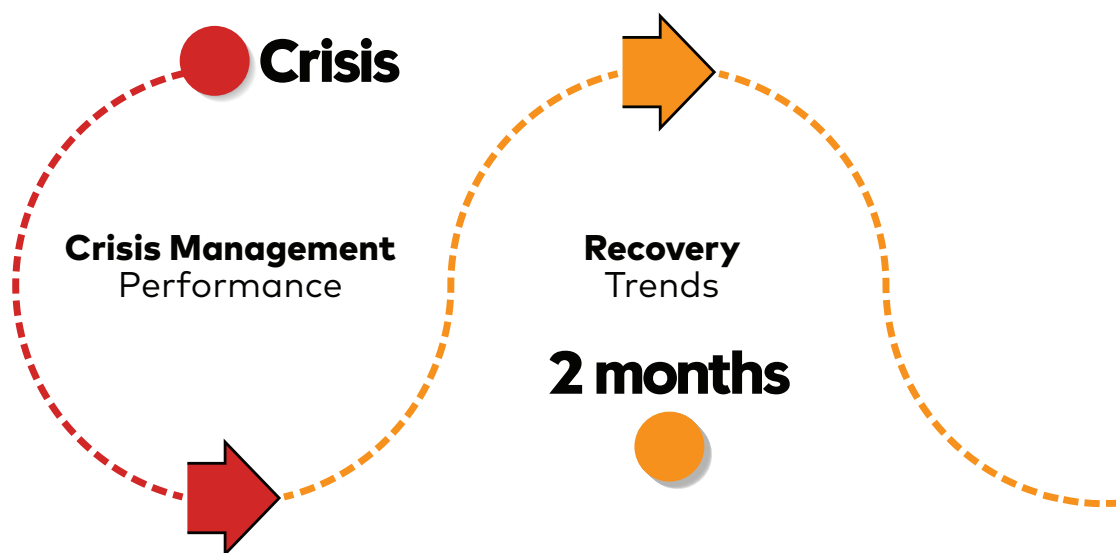 Crisis
Crisis Management
Performance
Recovery
Trends
2 months